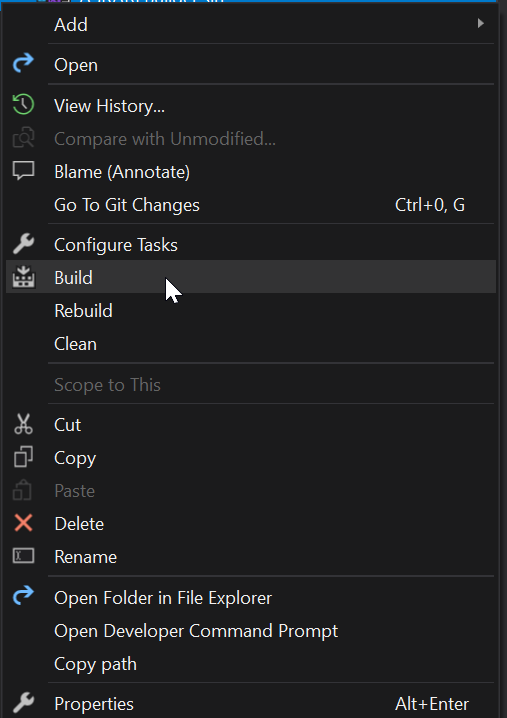 Add
Open
View History...
Compare with Unmodified...
Blame (Annotate)
Go To Git Changes Ctrl+0, G
Configure Tasks
Build
Rebuild
Clean
Scope to This
Cut
Copy
Paste
Delete
Rename
Open Folder in File Explorer
Open Developer Command Prompt
Copy path
Properties Alt+Enter